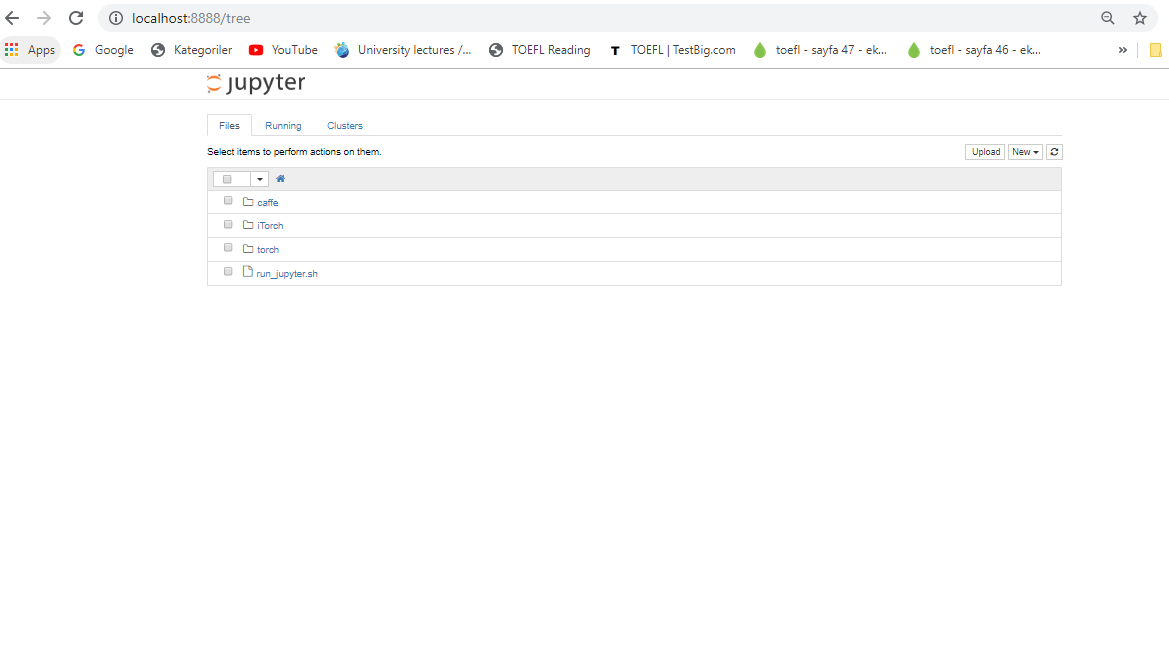 localhost:8888/tree
Apps Google Kategoriler YouTube University lectures /... TOEFL Reading T TOEFL | TestBig.com toefl - sayfa 47 - ek... toefl - sayfa 46 - ek... »
jupyter
Files Running Clusters
Select items to perform actions on them. Upload New
caffe
iTorch
torch
run_jupyter.sh